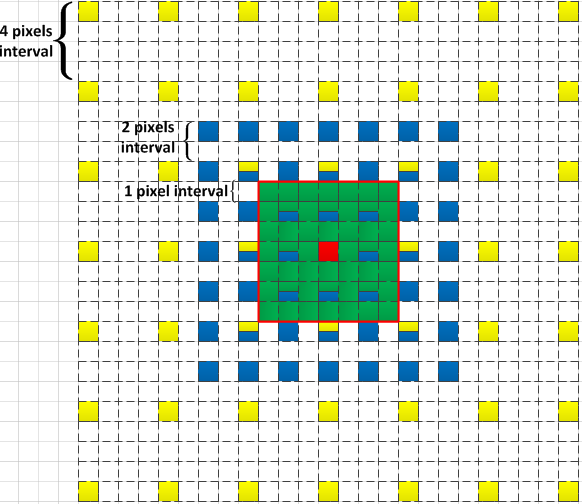 4 pixels
interval
2 pixels
interval
1 pixel interval